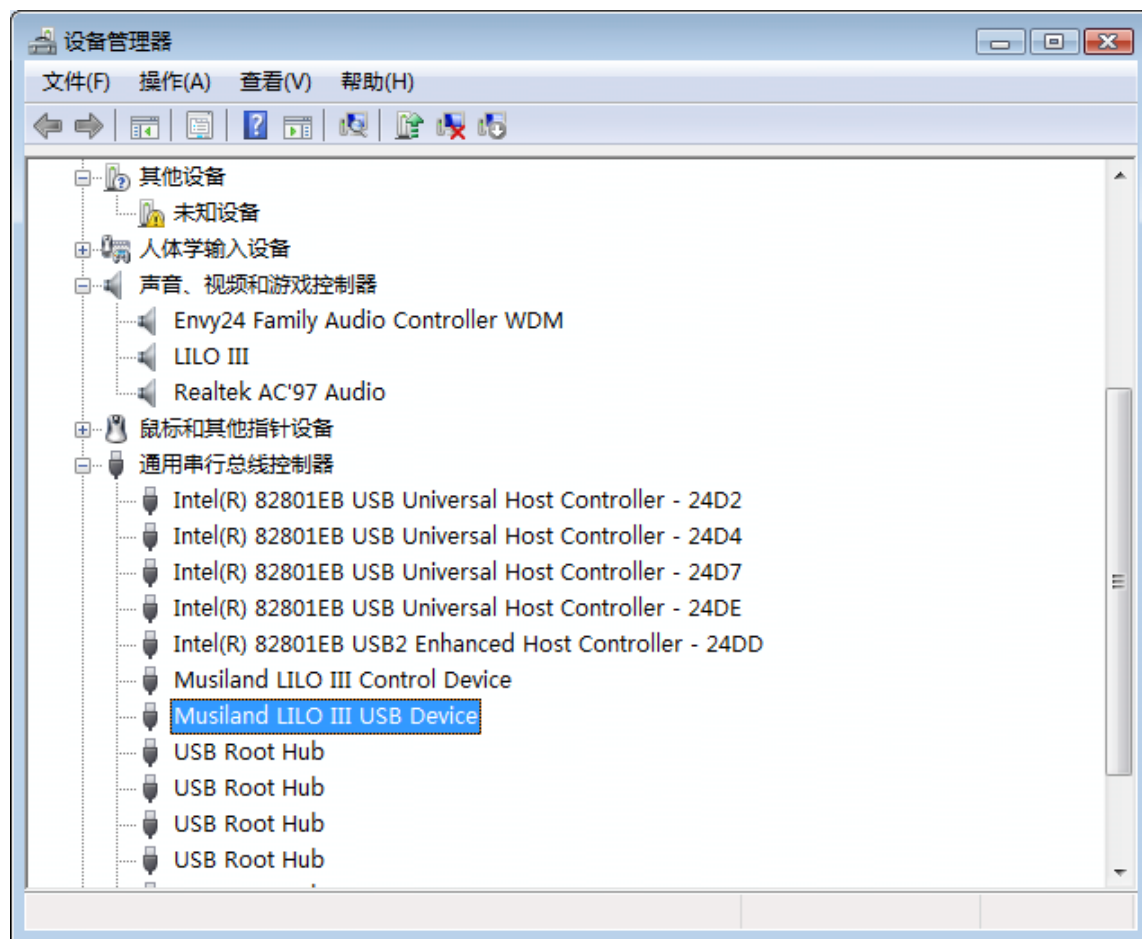 设备管理器
文件(F) 操作(A) 查看(V) 帮助(H)
其他设备
未知设备
人体学输入设备
声音、视频和游戏控制器
Envy24 Family Audio Controller WDM
LILO III
Realtek AC'97 Audio
鼠标和其他指针设备
通用串行总线控制器
Intel(R) 82801EB USB Universal Host Controller - 24D2
Intel(R) 82801EB USB Universal Host Controller - 24D4
Intel(R) 82801EB USB Universal Host Controller - 24D7
Intel(R) 82801EB USB Universal Host Controller - 24DE
Intel(R) 82801EB USB2 Enhanced Host Controller - 24DD
Musiland LILO III Control Device
Musiland LILO III USB Device
USB Root Hub
USB Root Hub
USB Root Hub
USB Root Hub